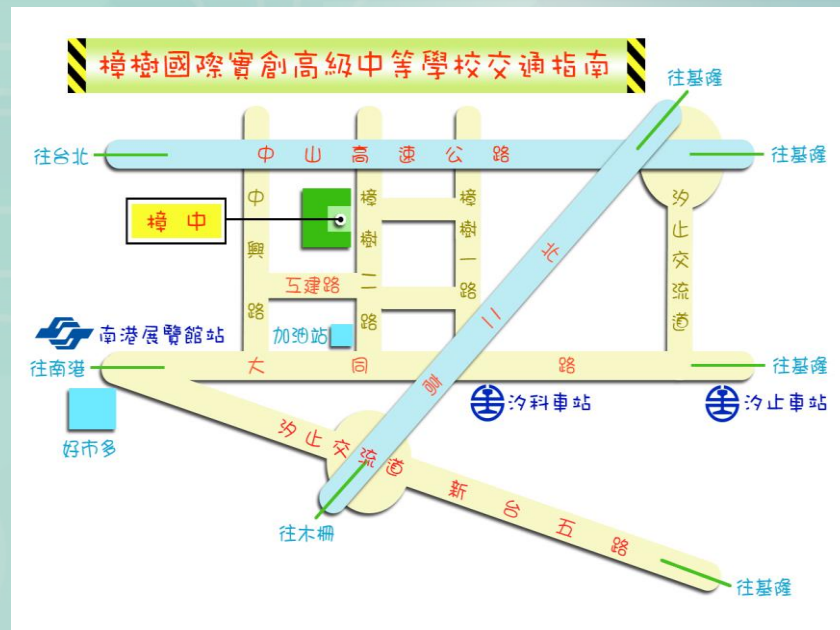 樟樹國際實創高級中等學校交通指南
往基隆
往台北
中山高速公路
往基隆
樟中
中興路
樟樹二路
樟樹一路
汐止交流道
北二高
互建路
南港展覽館站
加油站
往南港
大同路
往基隆
汐科車站
汐止車站
好市多
汐止交流道
新台五路
往木柵
往基隆